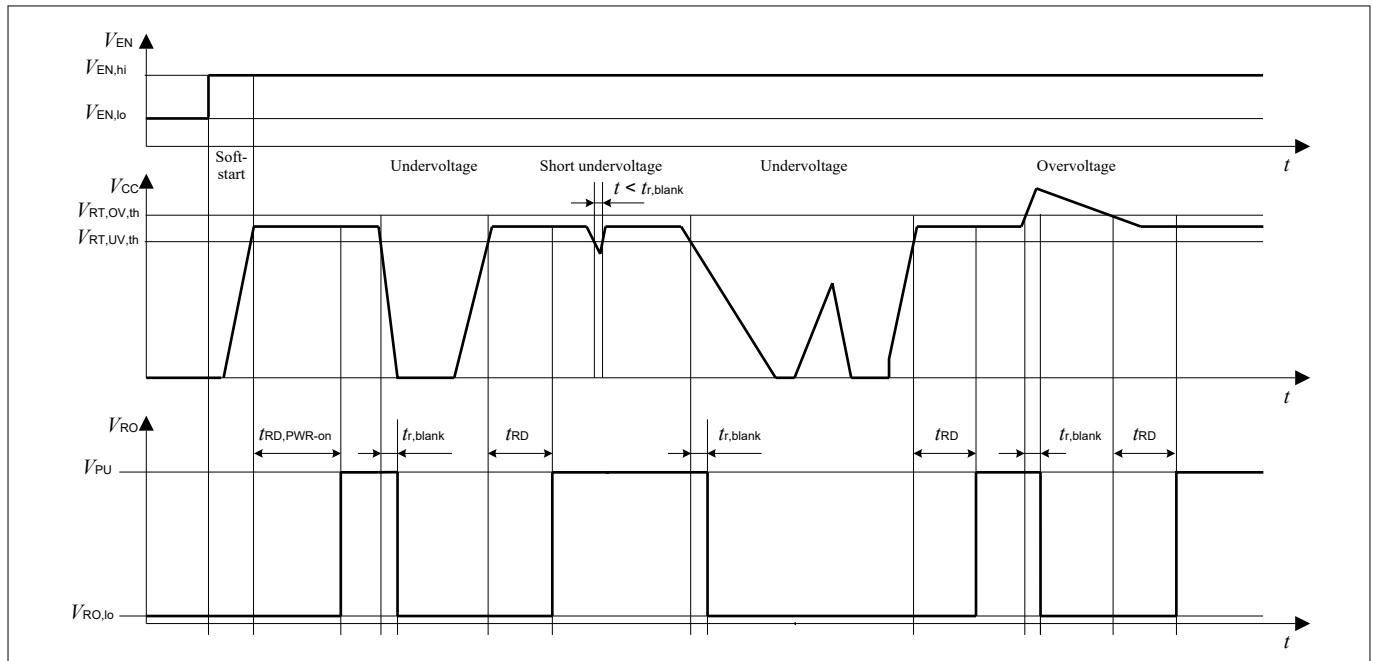 VEN
VEN,hi
VEN,lo
t
Soft-
start
Undervoltage
Short undervoltage
Undervoltage
Overvoltage
VCC
t < tr,blank
VRT,OV,th
VRT,UV,th
t
VRO
tRD,PWR-on
tr,blank
tRD
tr,blank
tRD
tr,blank
tRD
VPU
VRO,lo
t